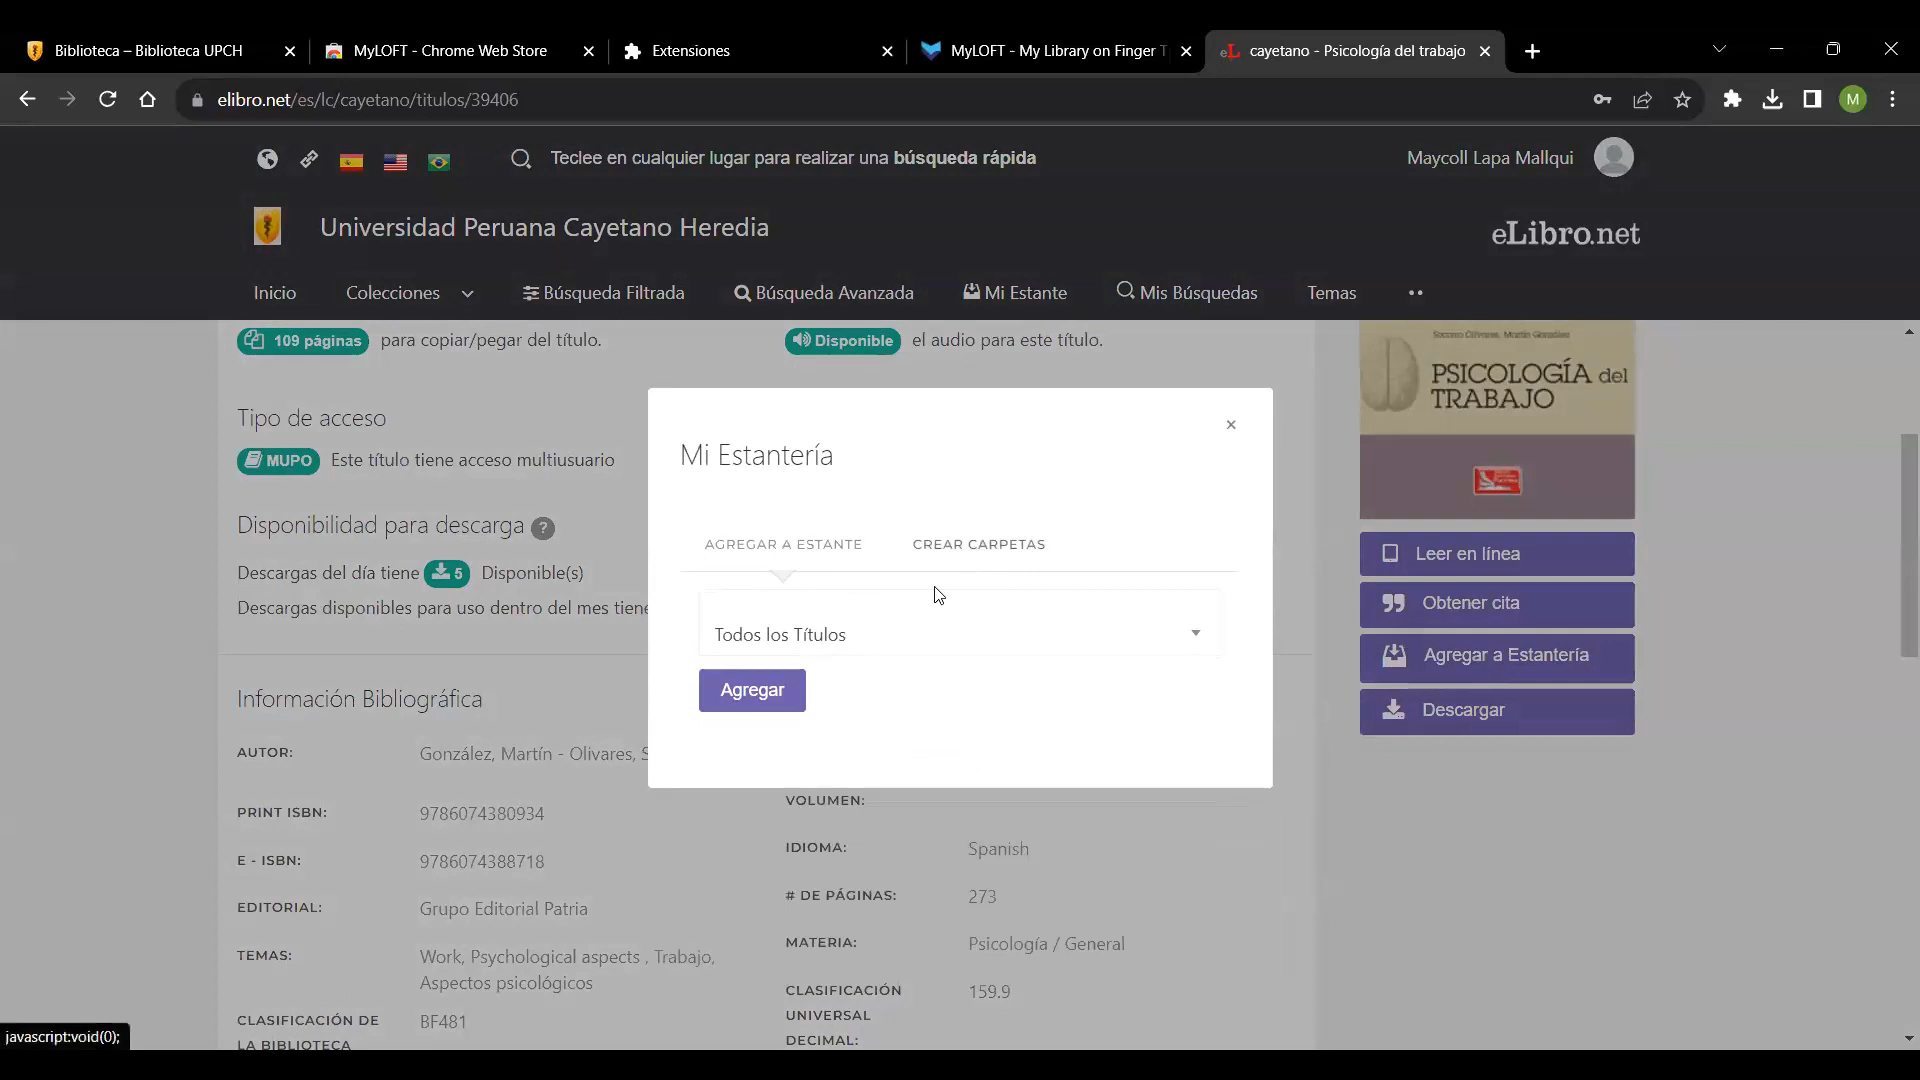 Biblioteca – Biblioteca UPCH
MyLOFT - Chrome Web Store
Extensiones
MyLOFT - My Library on Finger T
eL cayetano - Psicología del trabajo
elibro.net/es/lc/cayetano/titulos/39406
M
Teclee en cualquier lugar para realizar una búsqueda rápida
Maycoll Lapa Mallqui
Universidad Peruana Cayetano Heredia
eLibro.net
Inicio
Colecciones
Búsqueda Filtrada
Búsqueda Avanzada
Mi Estante
Mis Búsquedas
Temas
109 páginas para copiar/pegar del título.
Disponible el audio para este título.
Tipo de acceso
MUPO Este título tiene acceso multiusuario
Disponibilidad para descarga ?
Descargas del día tiene 5 Disponible(s)
Descargas disponibles para uso dentro del mes tiene
Mi Estantería
×
AGREGAR A ESTANTE
CREAR CARPETAS
Todos los Títulos
Agregar
Socorro Olivares, Martín González
PSICOLOGÍA del
TRABAJO
Leer en línea
Obtener cita
Agregar a Estantería
Descargar
Información Bibliográfica
AUTOR: González, Martín - Olivares, S
PRINT ISBN: 9786074380934
E - ISBN: 9786074388718
EDITORIAL: Grupo Editorial Patria
TEMAS: Work, Psychological aspects , Trabajo,
Aspectos psicológicos
CLASIFICACIÓN DE BF481
LA BIBLIOTECA
VOLUMEN:
IDIOMA: Spanish
# DE PÁGINAS: 273
MATERIA: Psicología / General
CLASIFICACIÓN 159.9
UNIVERSAL
DECIMAL:
javascript:void(0);